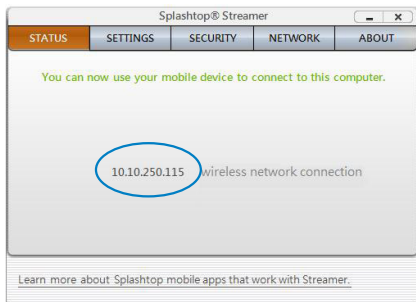 Splashtop® Streamer
STATUS SETTINGS SECURITY NETWORK ABOUT
You can now use your mobile device to connect to this computer.
10.10.250.115 wireless network connection
Learn more about Splashtop mobile apps that work with Streamer.